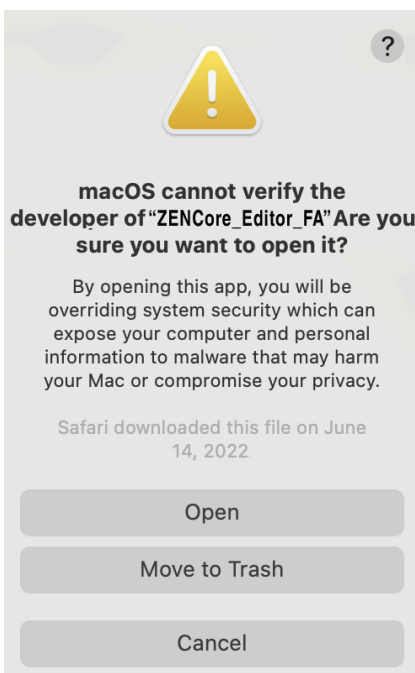 ?
macOS cannot verify the
developer of “ZENCore_Editor_FA” Are you
sure you want to open it?
By opening this app, you will be
overriding system security which can
expose your computer and personal
information to malware that may harm
your Mac or compromise your privacy.
Safari downloaded this file on June
14, 2022.
Open
Move to Trash
Cancel